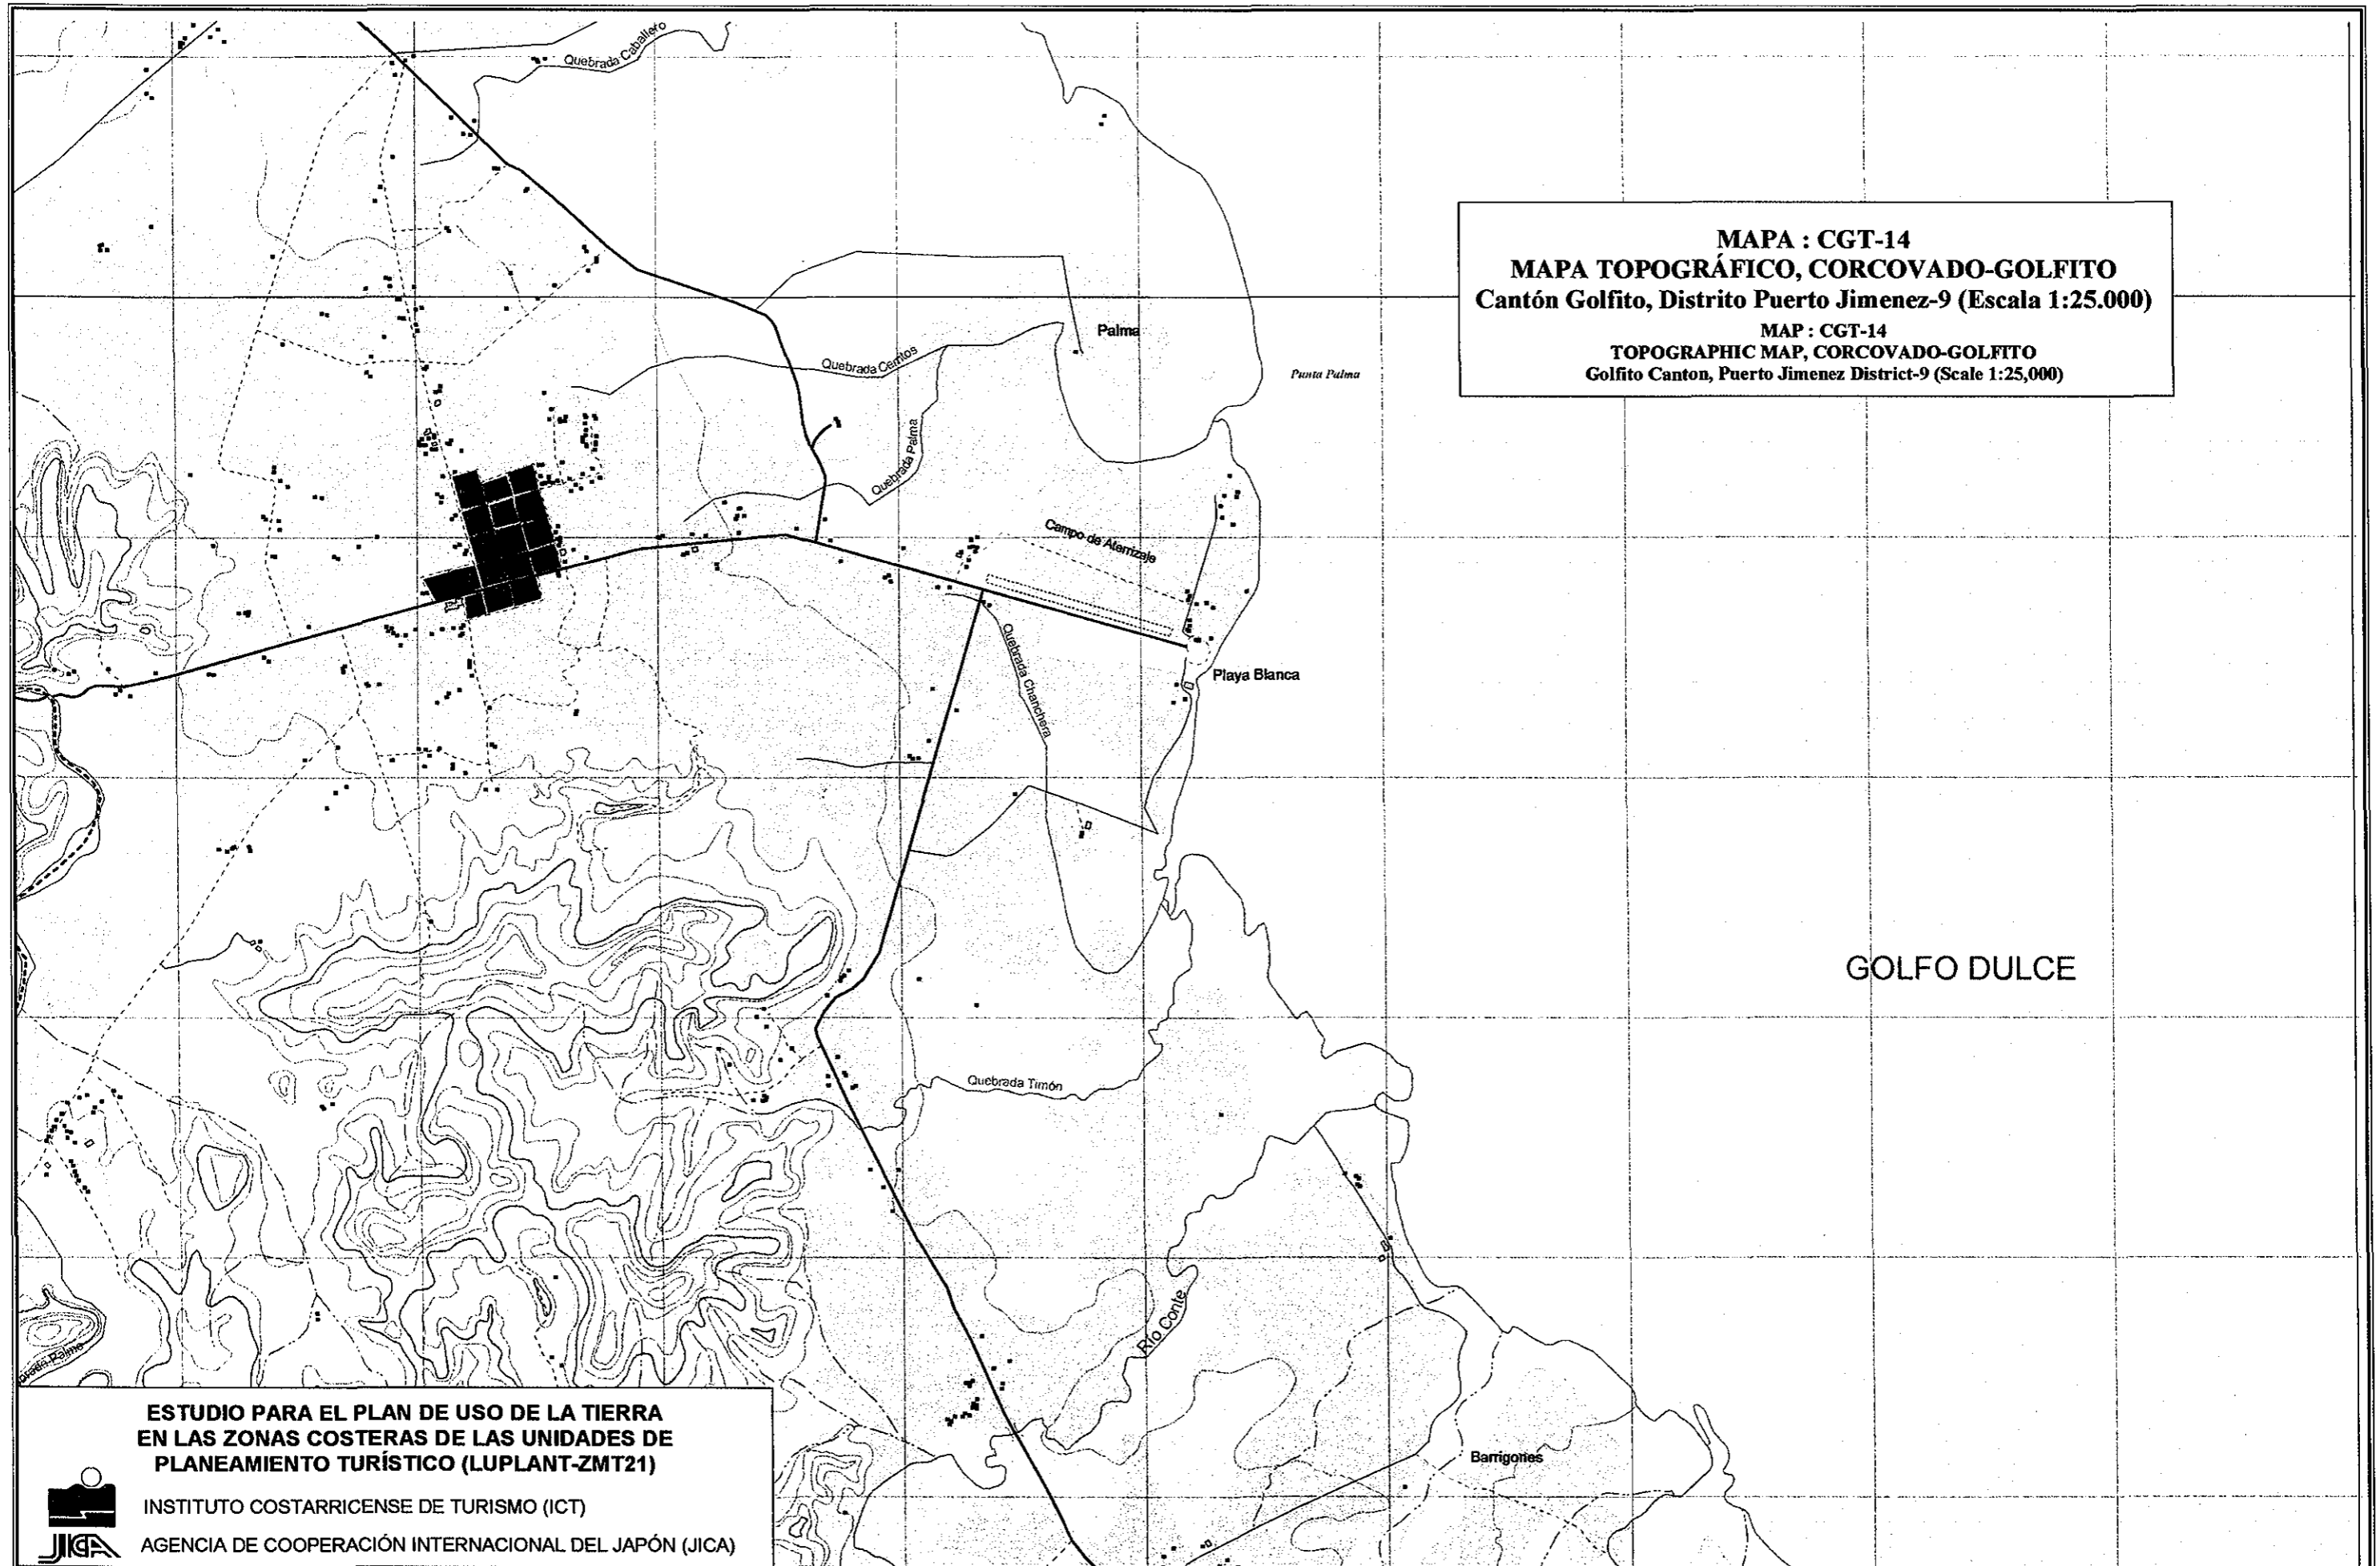 Quebrada Caballero
MAPA : CGT-14
MAPA TOPOGRÁFICO, CORCOVADO-GOLFITO
Cantón Golfito, Distrito Puerto Jimenez-9 (Escala 1:25.000)
MAP : CGT-14
TOPOGRAPHIC MAP, CORCOVADO-GOLFITO
Golfito Canton, Puerto Jimenez District-9 (Scale 1:25,000)
Palma
Quebrada Cerritos
Punta Palma
Quebrada Palma
Campo de Aterrizaje
Quebrada Chanchera
Playa Blanca
GOLFO DULCE
Quebrada Timón
Río Conte
Palma
Barrigones
ESTUDIO PARA EL PLAN DE USO DE LA TIERRA
EN LAS ZONAS COSTERAS DE LAS UNIDADES DE
PLANEAMIENTO TURÍSTICO (LUPLANT-ZMT21)
INSTITUTO COSTARRICENSE DE TURISMO (ICT)
JICA
AGENCIA DE COOPERACIÓN INTERNACIONAL DEL JAPÓN (JICA)